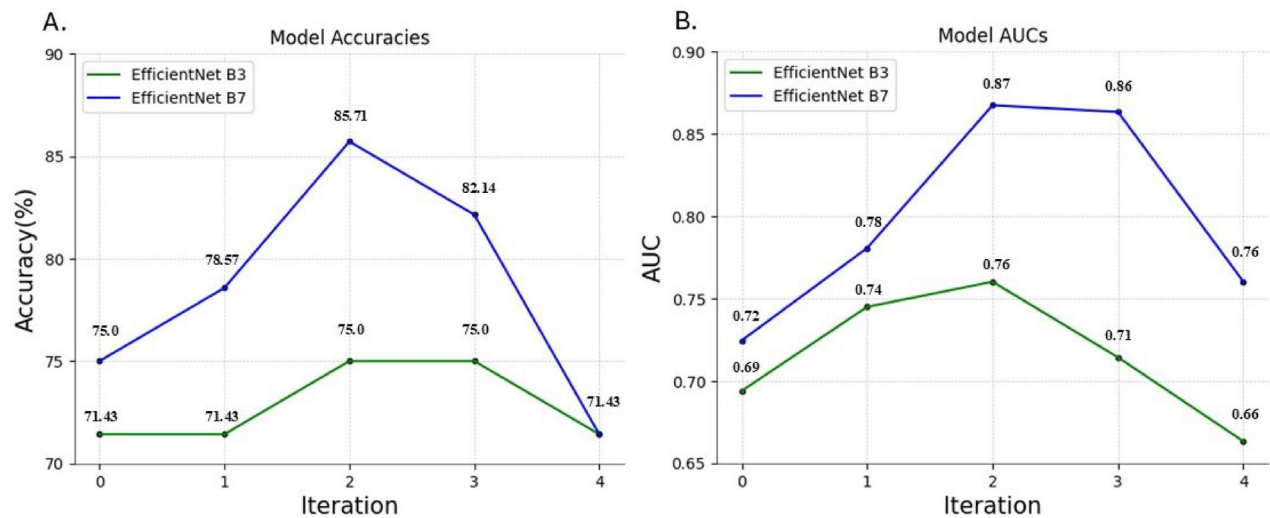 A.
Model Accuracies
EfficientNet B3
EfficientNet B7
Accuracy(%)
90
85
80
75
70
75.0
78.57
85.71
82.14
71.43
71.43
75.0
75.0
71.43
0 1 2 3 4
Iteration
B.
Model AUCs
EfficientNet B3
EfficientNet B7
AUC
0.90
0.85
0.80
0.75
0.70
0.65
0.72
0.78
0.87
0.86
0.76
0.69
0.74
0.76
0.71
0.66
0 1 2 3 4
Iteration